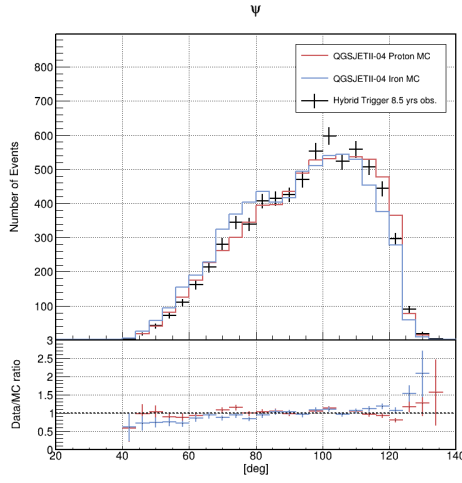 ψ
QGSJETII-04 Proton MC
QGSJETII-04 Iron MC
Hybrid Trigger 8.5 yrs obs.
Number of Events
800
700
600
500
400
300
200
100
3
2.5
2
1.5
1
0.5
0
Data/MC ratio
20 40 60 80 100 120 140
[deg]